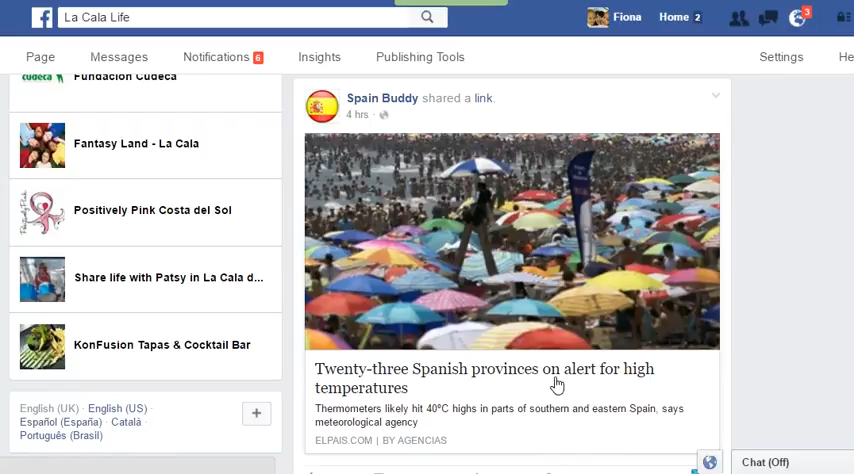 La Cala Life
Fiona
Home 2
3
Page
Messages
Notifications 6
Insights
Publishing Tools
Settings
He
cudeca
Fundación Cudeca
Fantasy Land - La Cala
Positively Pink Costa del Sol
Share life with Patsy in La Cala d...
KonFusion Tapas & Cocktail Bar
English (UK) · English (US) ·
Español (España) · Català ·
Português (Brasil)
+
Spain Buddy shared a link.
4 hrs ·
Twenty-three Spanish provinces on alert for high
temperatures
Thermometers likely hit 40ºC highs in parts of southern and eastern Spain, says
meteorological agency
ELPAIS.COM | BY AGENCIAS
Chat (Off)